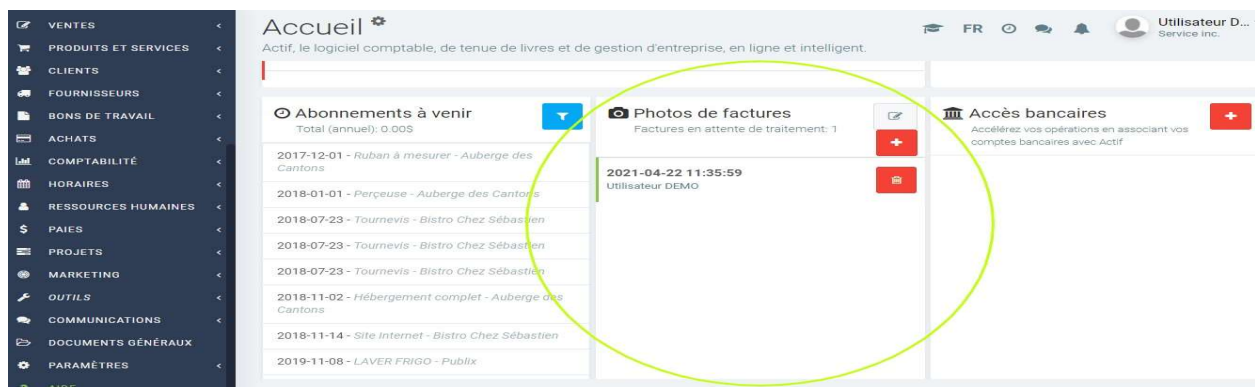 VENTES
PRODUITS ET SERVICES
CLIENTS
FOURNISSEURS
BONS DE TRAVAIL
ACHATS
COMPTABILITÉ
HORAIRES
RESSOURCES HUMAINES
PAIES
PROJETS
MARKETING
OUTILS
COMMUNICATIONS
DOCUMENTS GÉNÉRAUX
PARAMÈTRES
Accueil
Actif, le logiciel comptable, de tenue de livres et de gestion d'entreprise, en ligne et intelligent.
FR
Utilisateur D...
Service inc.
Abonnements à venir
Total (annuel): 0.00$
2017-12-01 - Ruban à mesurer - Auberge des
Cantons
2018-01-01 - Perçeuse - Auberge des Cantons
2018-07-23 - Tournevis - Bistro Chez Sébastien
2018-07-23 - Tournevis - Bistro Chez Sébastien
2018-07-23 - Tournevis - Bistro Chez Sébastien
2018-11-02 - Hébergement complet - Auberge des
Cantons
2018-11-14 - Site Internet - Bistro Chez Sébastien
2019-11-08 - LAVER FRIGO - Publix
Photos de factures
Factures en attente de traitement: 1
2021-04-22 11:35:59
Utilisateur DEMO
Accès bancaires
Accélérez vos opérations en associant vos
comptes bancaires avec Actif